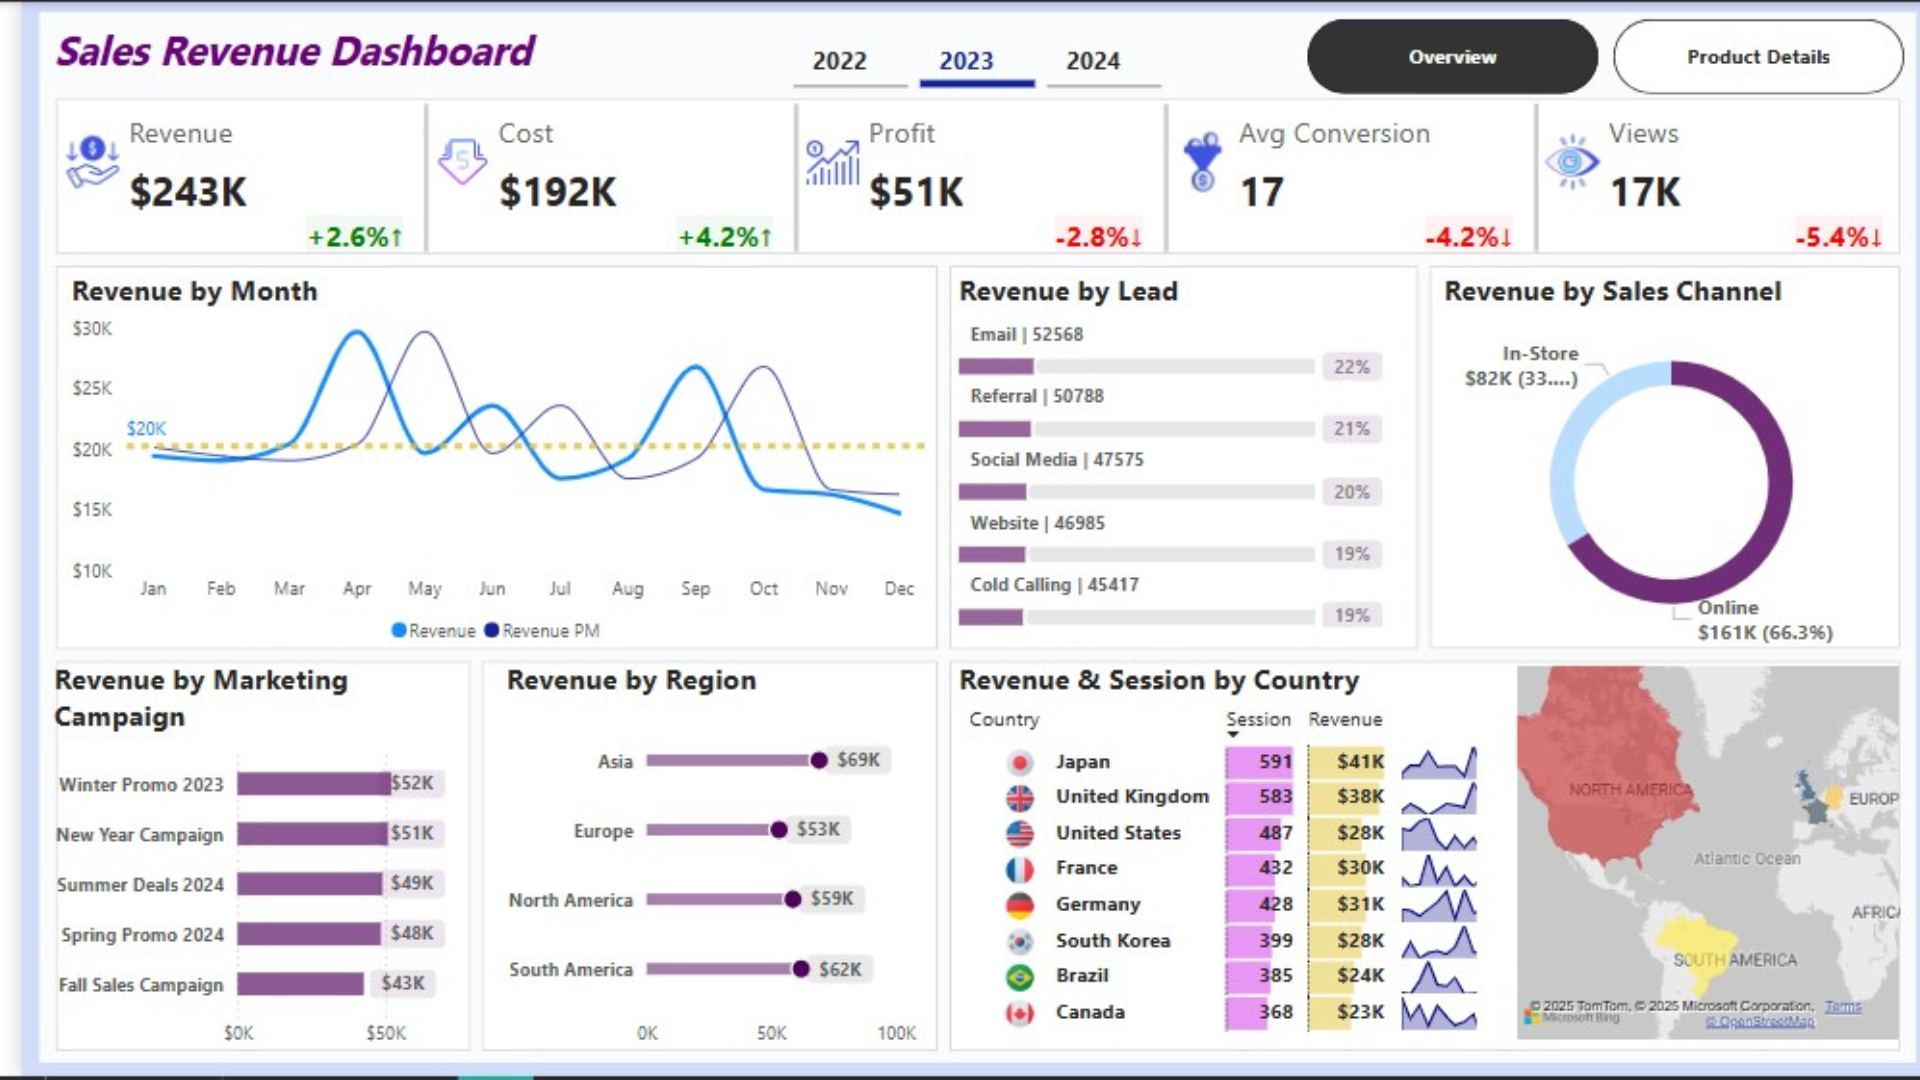 Sales Revenue Dashboard
2022 2023 2024
Overview
Product Details
Revenue
$243K
+2.6%↑
Cost
$192K
+4.2%↑
Profit
$51K
-2.8%↓
Avg Conversion
17
-4.2%↓
Views
17K
-5.4%↓
Revenue by Month
$30K
$25K
$20K
$20K
$15K
$10K
Jan Feb Mar Apr May Jun Jul Aug Sep Oct Nov Dec
Revenue Revenue PM
Revenue by Lead
Email | 52568
22%
Referral | 50788
21%
Social Media | 47575
20%
Website | 46985
19%
Cold Calling | 45417
19%
Revenue by Sales Channel
In-Store
$82K (33....)
Online
$161K (66.3%)
Revenue by Marketing
Campaign
Winter Promo 2023 $52K
New Year Campaign $51K
Summer Deals 2024 $49K
Spring Promo 2024 $48K
Fall Sales Campaign $43K
$0K $50K
Revenue by Region
Asia $69K
Europe $53K
North America $59K
South America $62K
0K 50K 100K
Revenue & Session by Country
Country Session Revenue
Japan 591 $41K
United Kingdom 583 $38K
United States 487 $28K
France 432 $30K
Germany 428 $31K
South Korea 399 $28K
Brazil 385 $24K
Canada 368 $23K
NORTH AMERICA
EUROP
Atlantic Ocean
AFRICA
SOUTH AMERICA
© 2025 TomTom, © 2025 Microsoft Corporation, Terms
Microsoft Bing
© OpenStreetMap